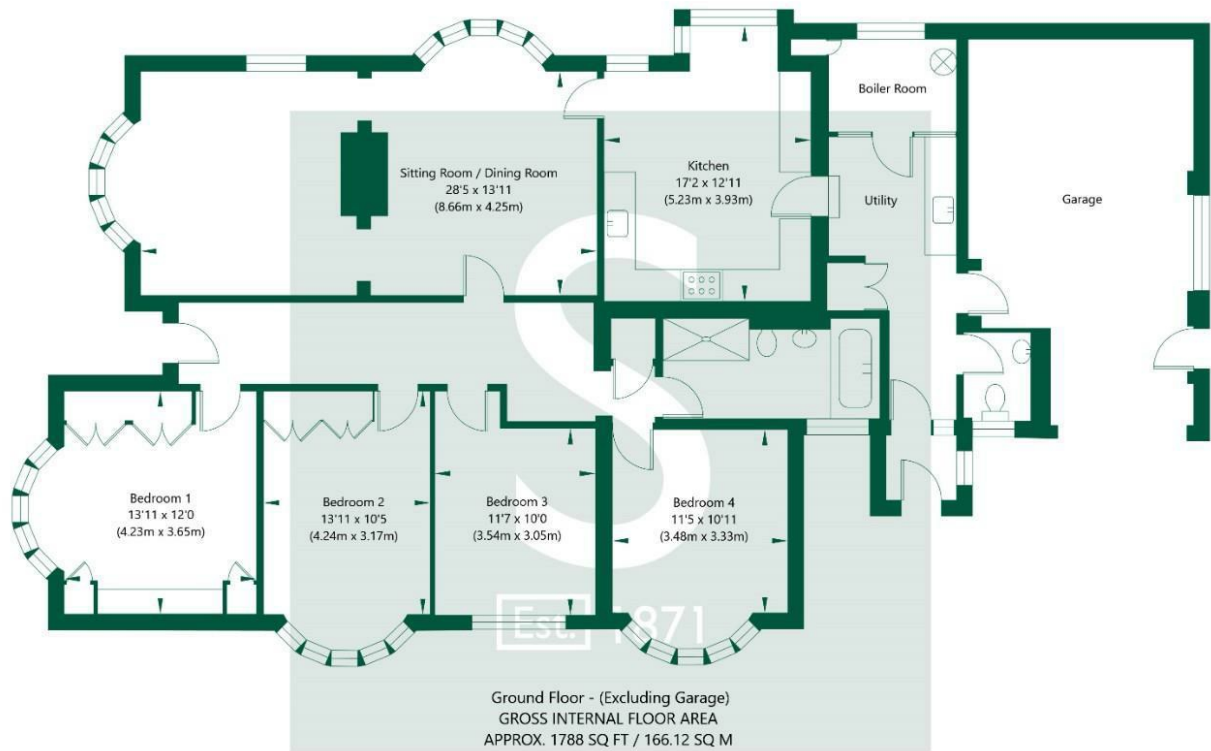 Boiler Room
Sitting Room / Dining Room
28'5 x 13'11
(8.66m x 4.25m)
Kitchen
17'2 x 12'11
(5.23m x 3.93m)
Utility
Garage
Bedroom 1
13'11 x 12'0
(4.23m x 3.65m)
Bedroom 2
13'11 x 10'5
(4.24m x 3.17m)
Bedroom 3
11'7 x 10'0
(3.54m x 3.05m)
Bedroom 4
11'5 x 10'11
(3.48m x 3.33m)
S
Est. 1871
Ground Floor - (Excluding Garage)
GROSS INTERNAL FLOOR AREA
APPROX. 1788 SQ FT / 166.12 SQ M